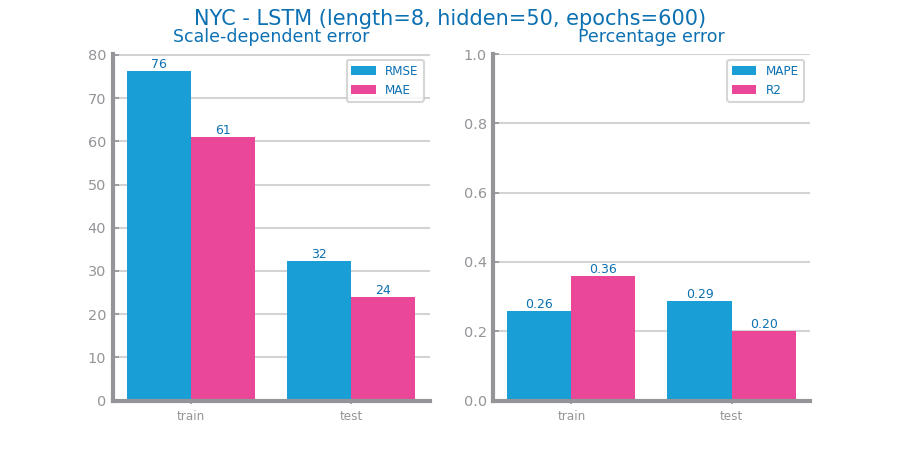 NYC - LSTM (length=8, hidden=50, epochs=600)
Scale-dependent error
80
70
60
50
40
30
20
10
0
76
61
32
24
RMSE
MAE
train
test
Percentage error
1.0
0.8
0.6
0.4
0.2
0.0
0.26
0.36
0.29
0.20
MAPE
R2
train
test